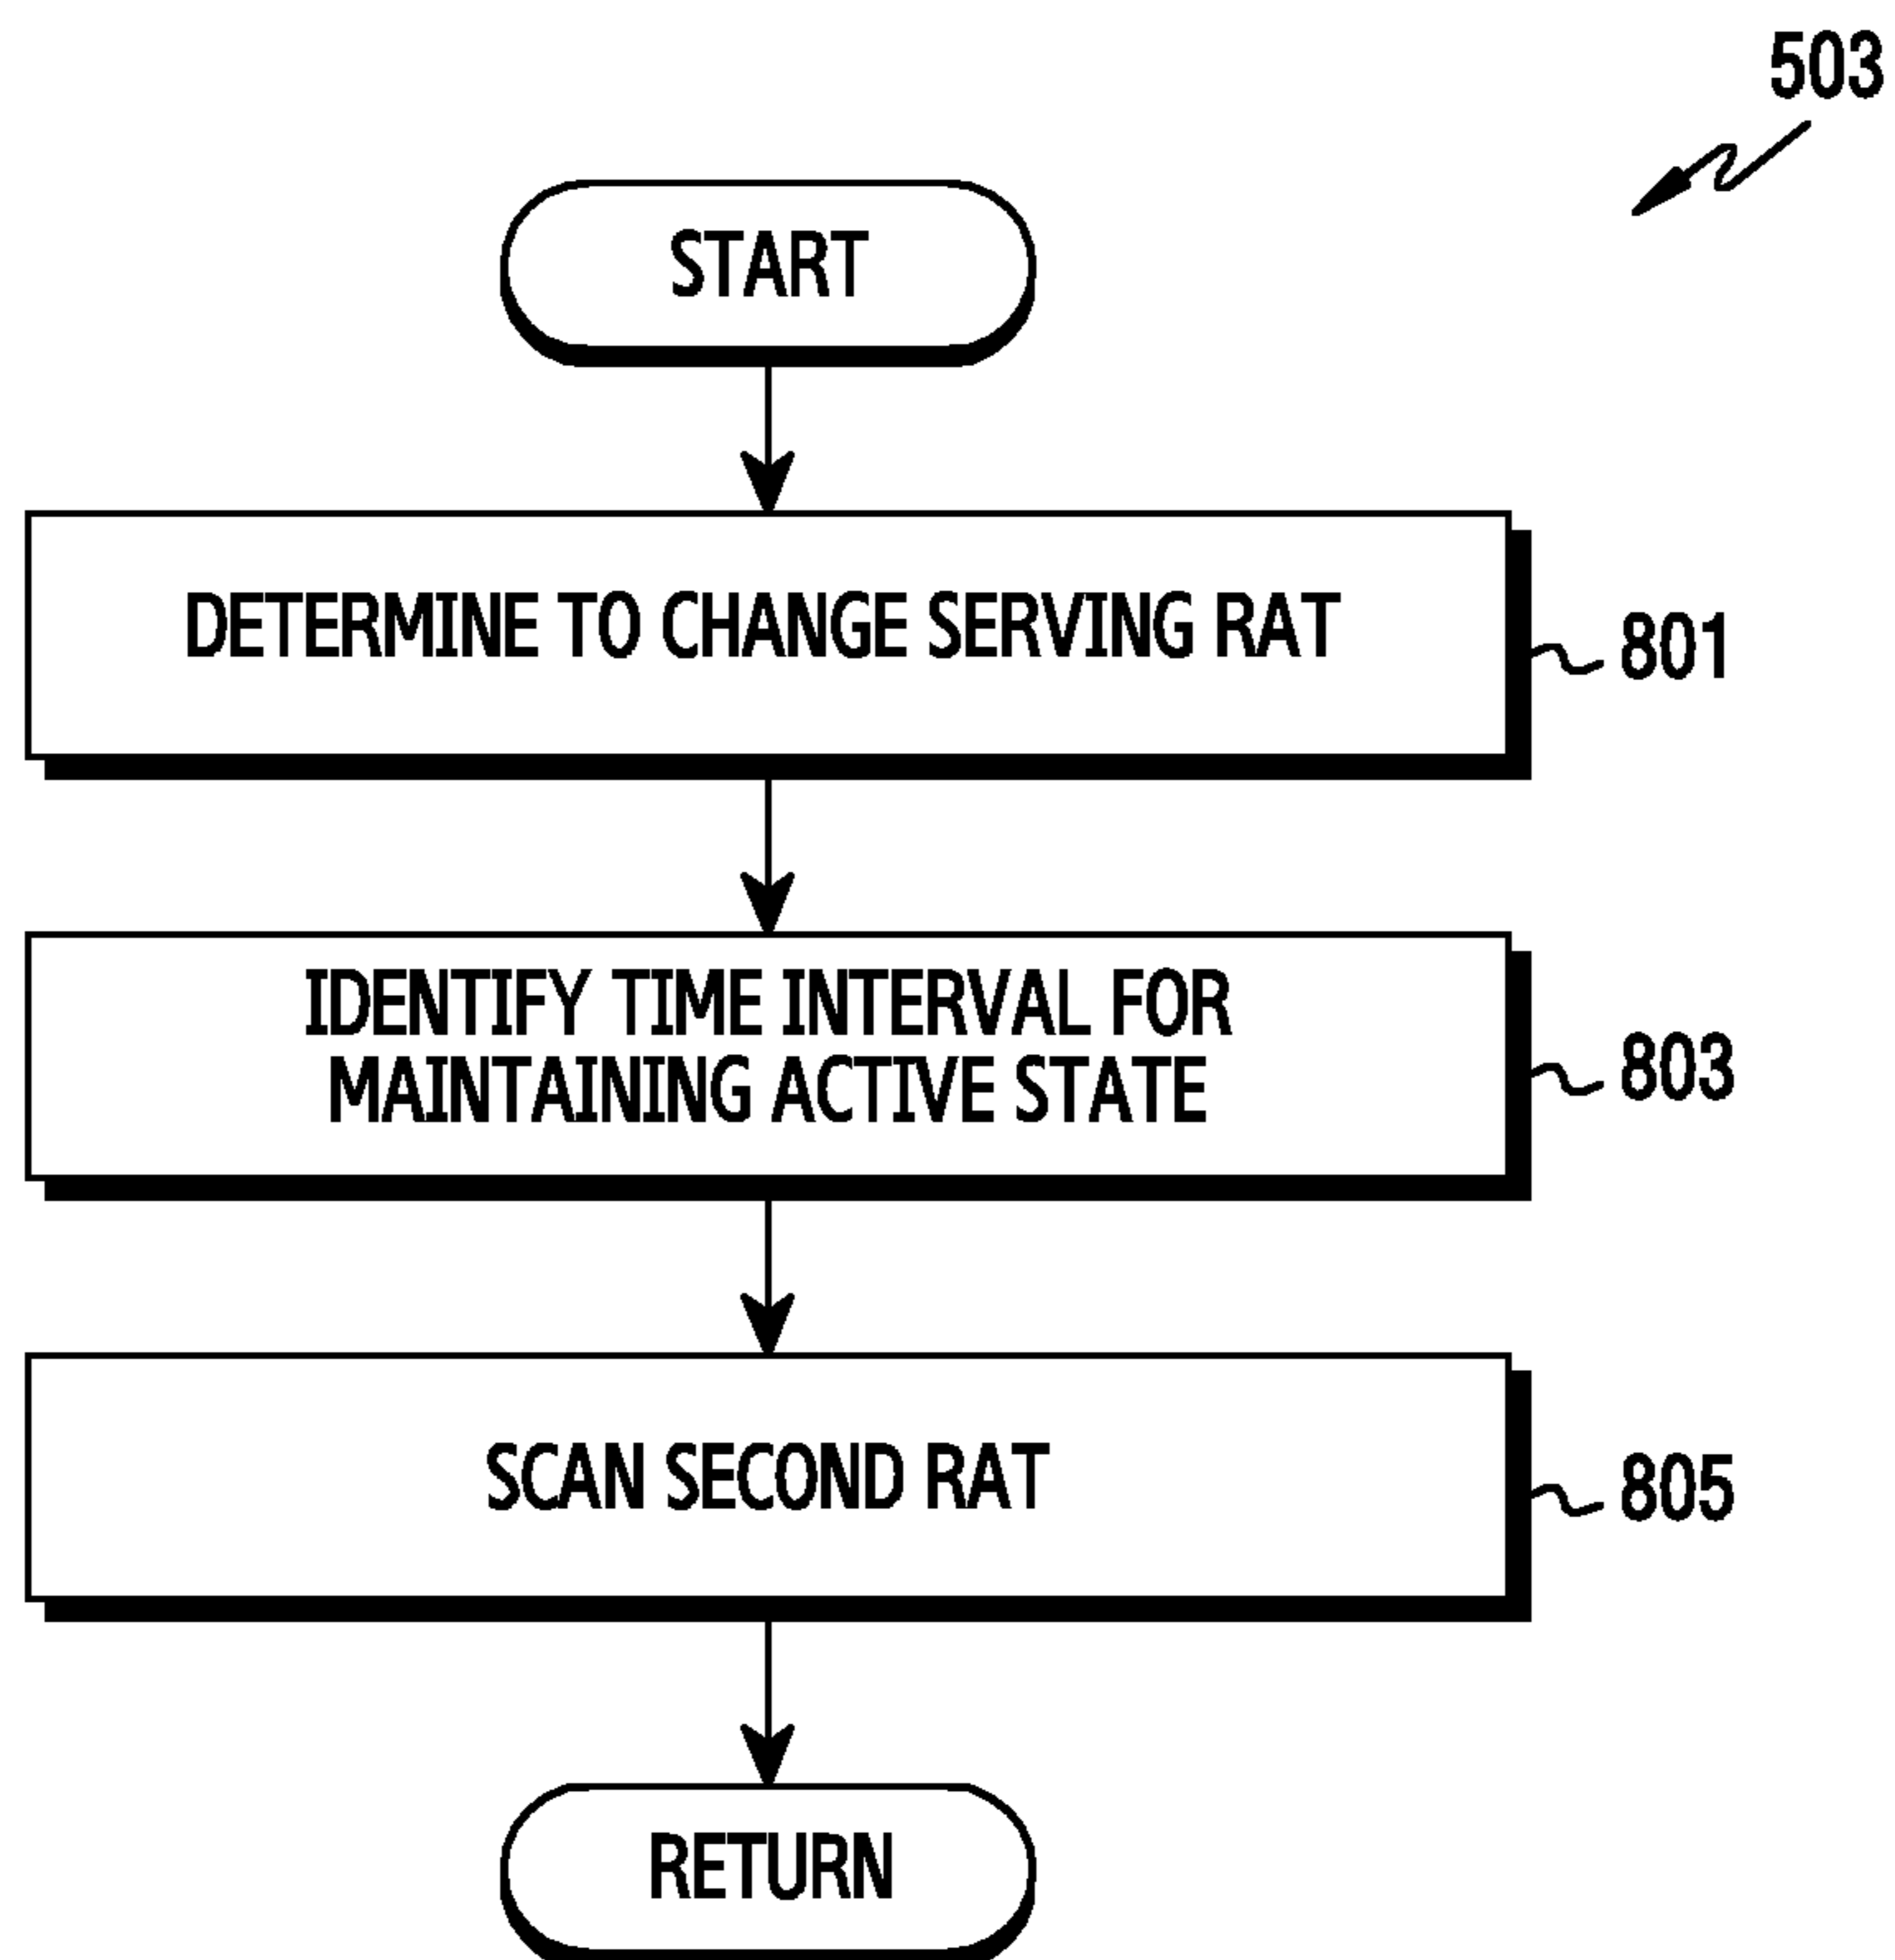 503
START
DETERMINE TO CHANGE SERVING RAT
801
IDENTIFY TIME INTERVAL FOR
MAINTAINING ACTIVE STATE
803
SCAN SECOND RAT
805
RETURN